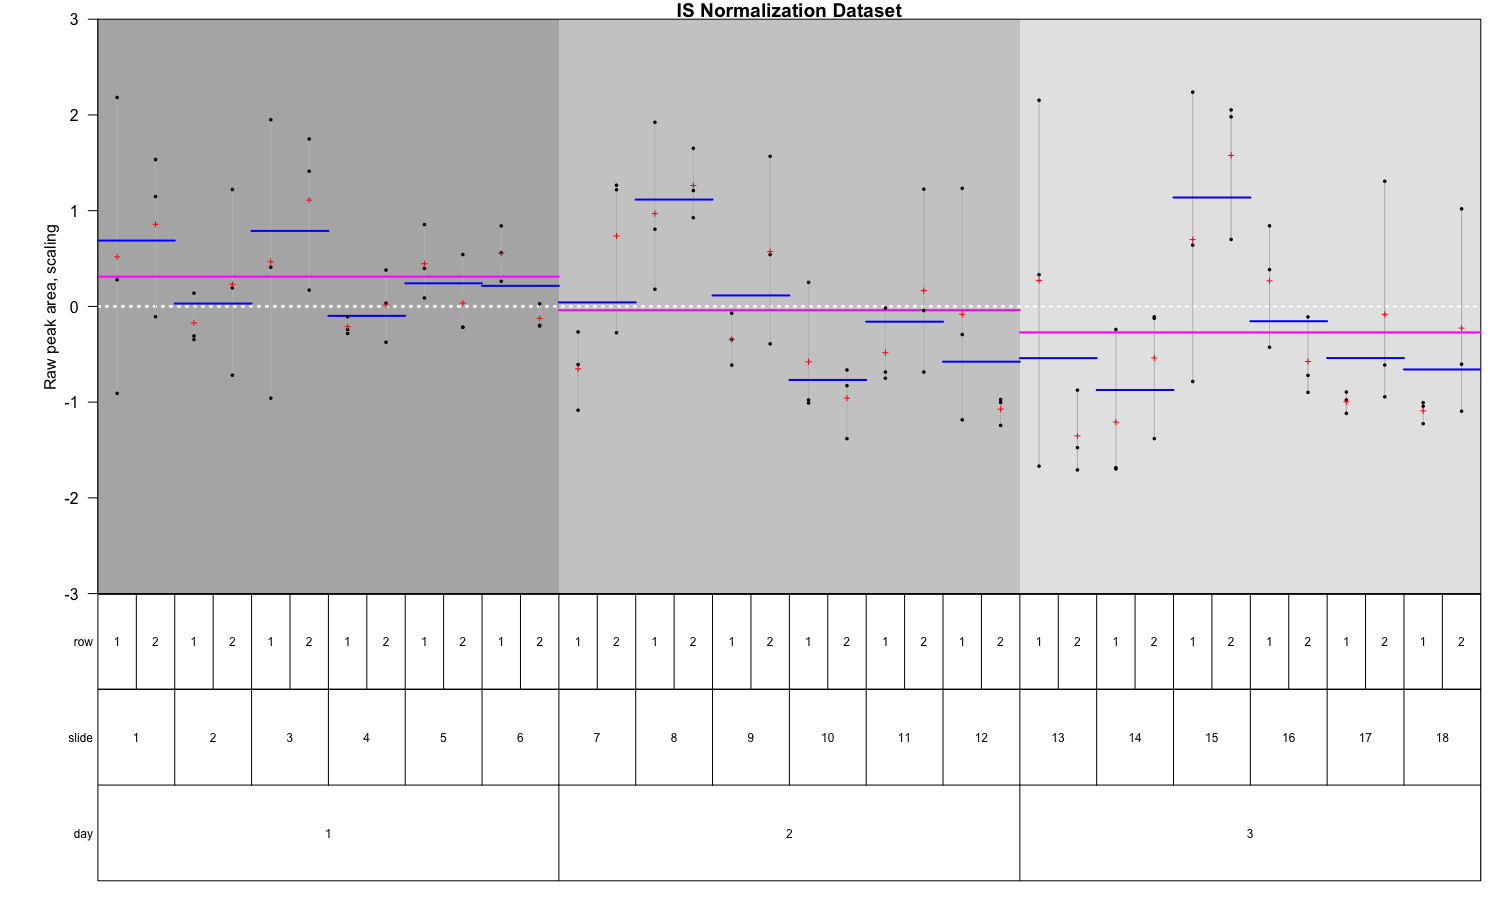 IS Normalization Dataset
3
2
1
0
-1
-2
-3
Raw peak area, scaling
row 1 2 1 2 1 2 1 2 1 2 1 2 1 2 1 2 1 2 1 2 1 2 1 2 1 2 1 2 1 2 1 2 1 2 1 2
slide 1 2 3 4 5 6 7 8 9 10 11 12 13 14 15 16 17 18
day 1 2 3